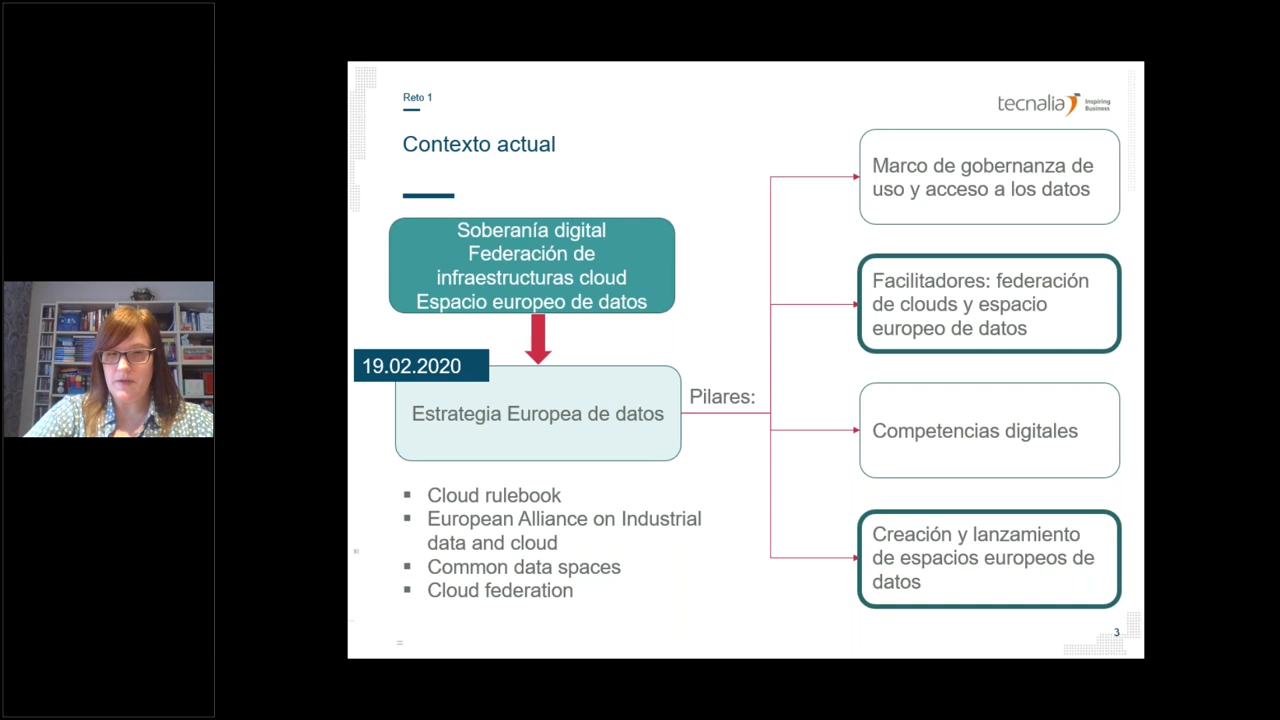 Reto 1
tecnalia Inspiring
Business
Contexto actual
Soberanía digital
Federación de
infraestructuras cloud
Espacio europeo de datos
19.02.2020
Estrategia Europea de datos
Cloud rulebook
European Alliance on Industrial
data and cloud
Common data spaces
Cloud federation
Pilares:
Marco de gobernanza de
uso y acceso a los datos
Facilitadores: federación
de clouds y espacio
europeo de datos
Competencias digitales
Creación y lanzamiento
de espacios europeos de
datos
3